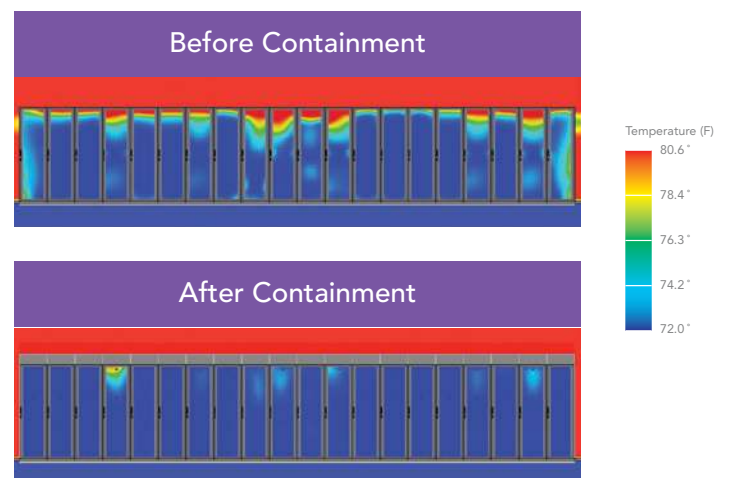 Before Containment
Temperature (F)
80.6°
78.4°
76.3°
74.2°
72.0°
After Containment